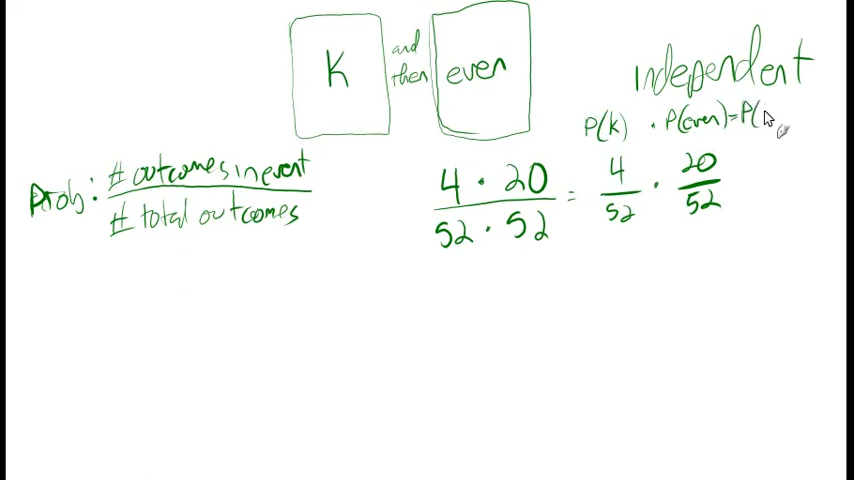 K and then even
independent
P(K) · P(even) = P(
Prob: # outcomes in event / # total outcomes
4 · 20 / 52 · 52 = 4/52 · 20/52